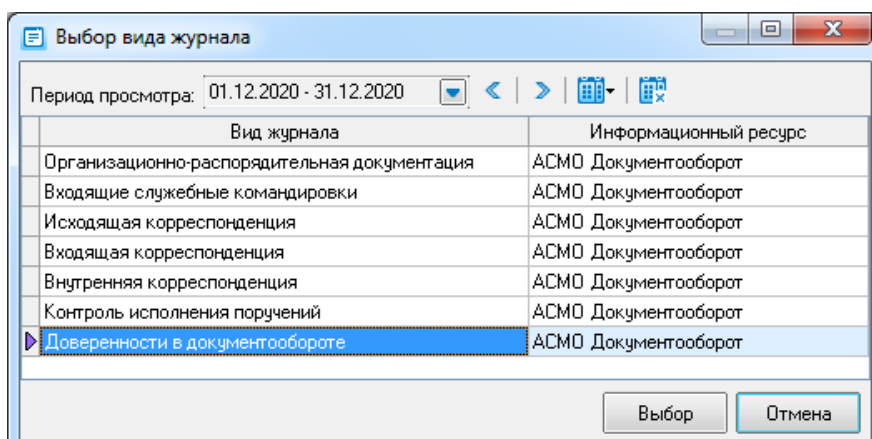 Выбор вида журнала
Период просмотра: 01.12.2020 - 31.12.2020
Вид журнала Информационный ресурс
Организационно-распорядительная документация АСМО Документооборот
Входящие служебные командировки АСМО Документооборот
Исходящая корреспонденция АСМО Документооборот
Входящая корреспонденция АСМО Документооборот
Внутренняя корреспонденция АСМО Документооборот
Контроль исполнения поручений АСМО Документооборот
Доверенности в документообороте АСМО Документооборот
Выбор Отмена